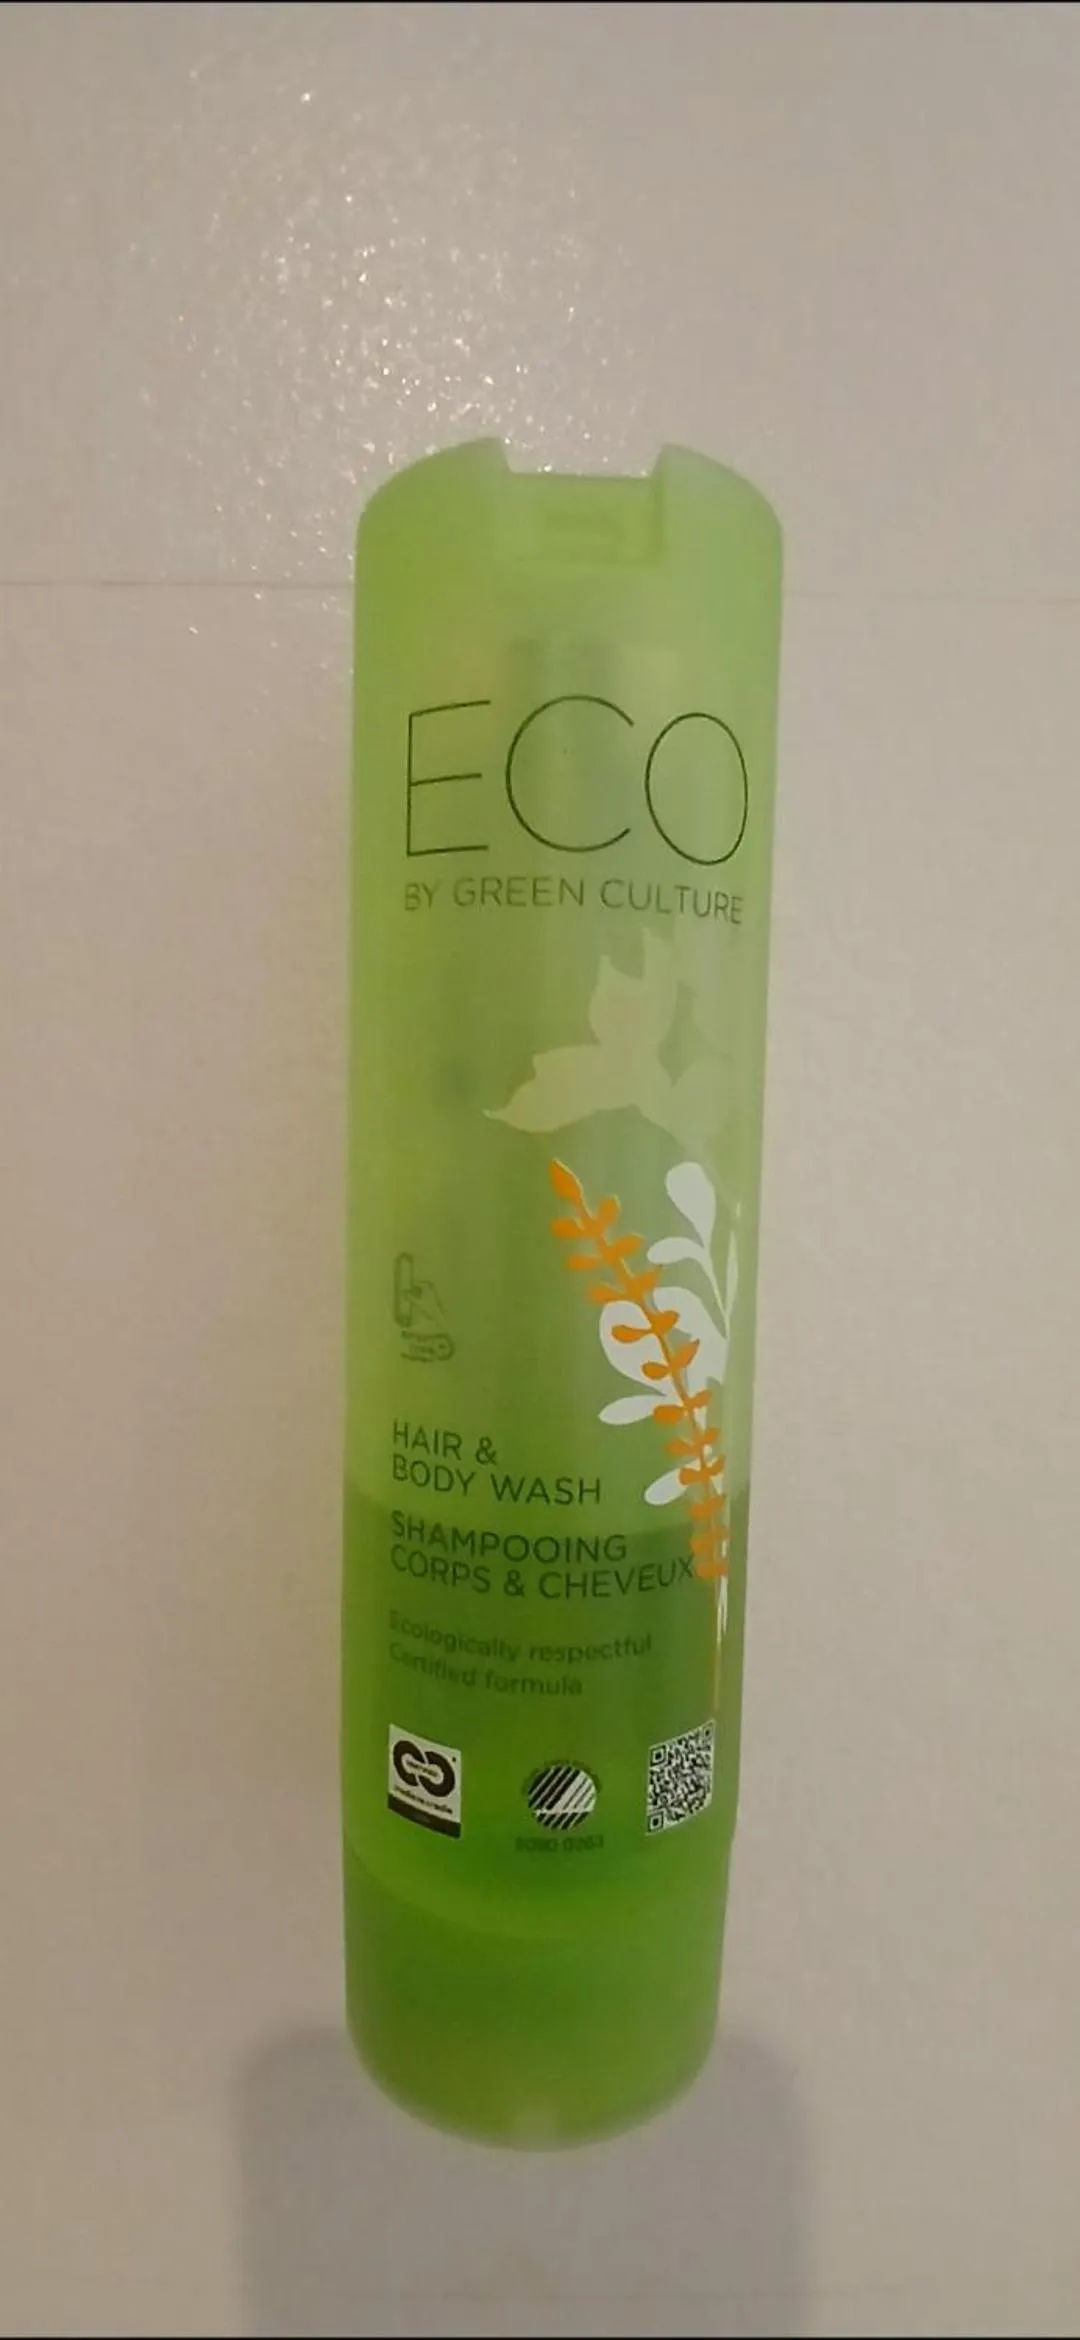 ECO
BY GREEN CULTURE
HAIR &
BODY WASH
SHAMPOOING
CORPS & CHEVEUX
Ecologically respectful
Certified formula